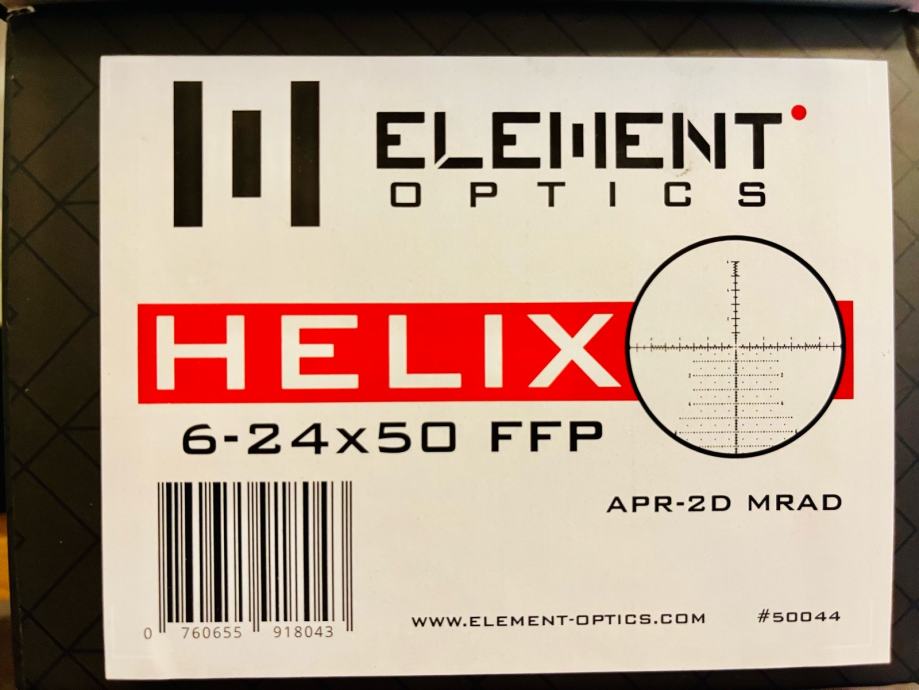 ELEMENT
OPTICS
HELIX
6-24x50 FFP
APR-2D MRAD
0 760655 918043
WWW.ELEMENT-OPTICS.COM #50044